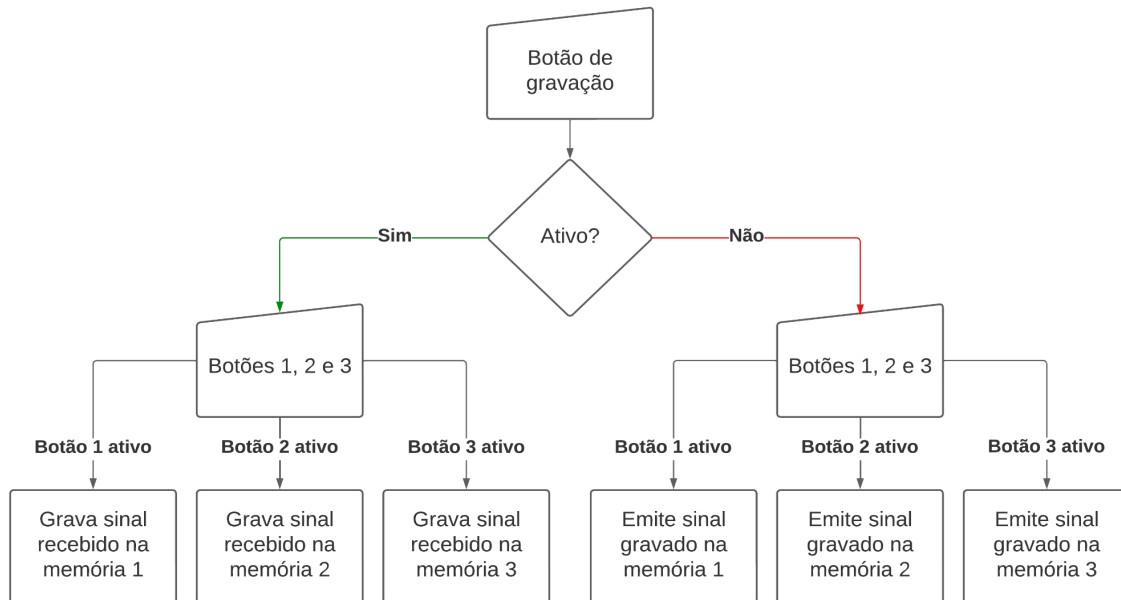 Botão de
gravação
Ativo?
Sim
Não
Botões 1, 2 e 3
Botões 1, 2 e 3
Botão 1 ativo
Botão 2 ativo
Botão 3 ativo
Botão 1 ativo
Botão 2 ativo
Botão 3 ativo
Grava sinal
recebido na
memória 1
Grava sinal
recebido na
memória 2
Grava sinal
recebido na
memória 3
Emite sinal
gravado na
memória 1
Emite sinal
gravado na
memória 2
Emite sinal
gravado na
memória 3